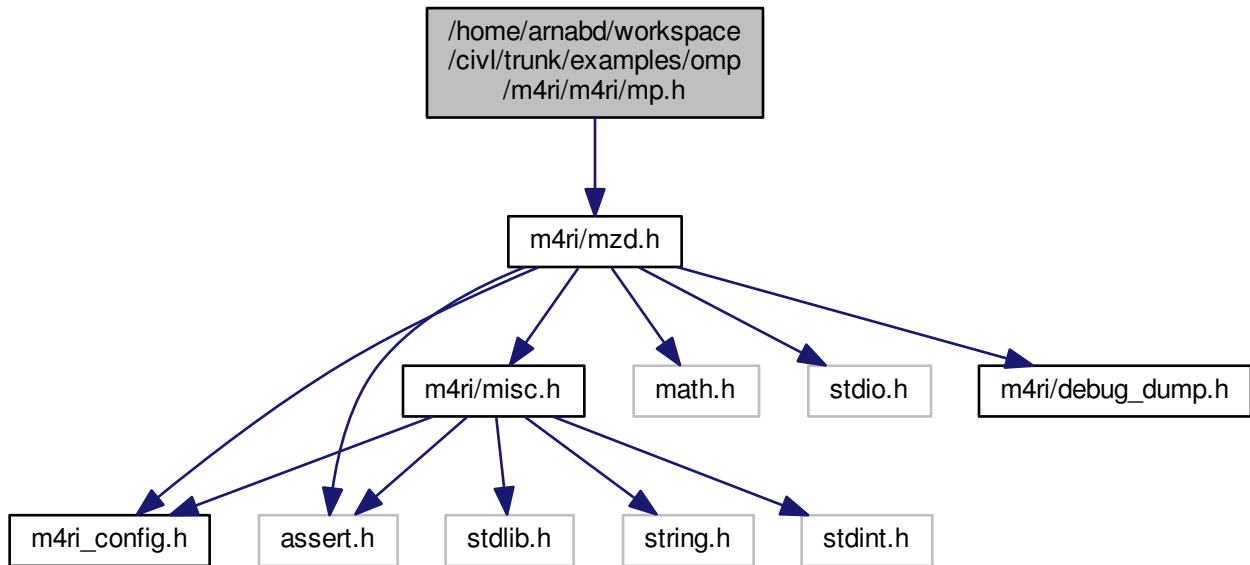 /home/arnabd/workspace
/civl/trunk/examples/omp
/m4ri/m4ri/mp.h
m4ri/mzd.h
m4ri/misc.h
math.h
stdio.h
m4ri/debug_dump.h
m4ri_config.h
assert.h
stdlib.h
string.h
stdint.h